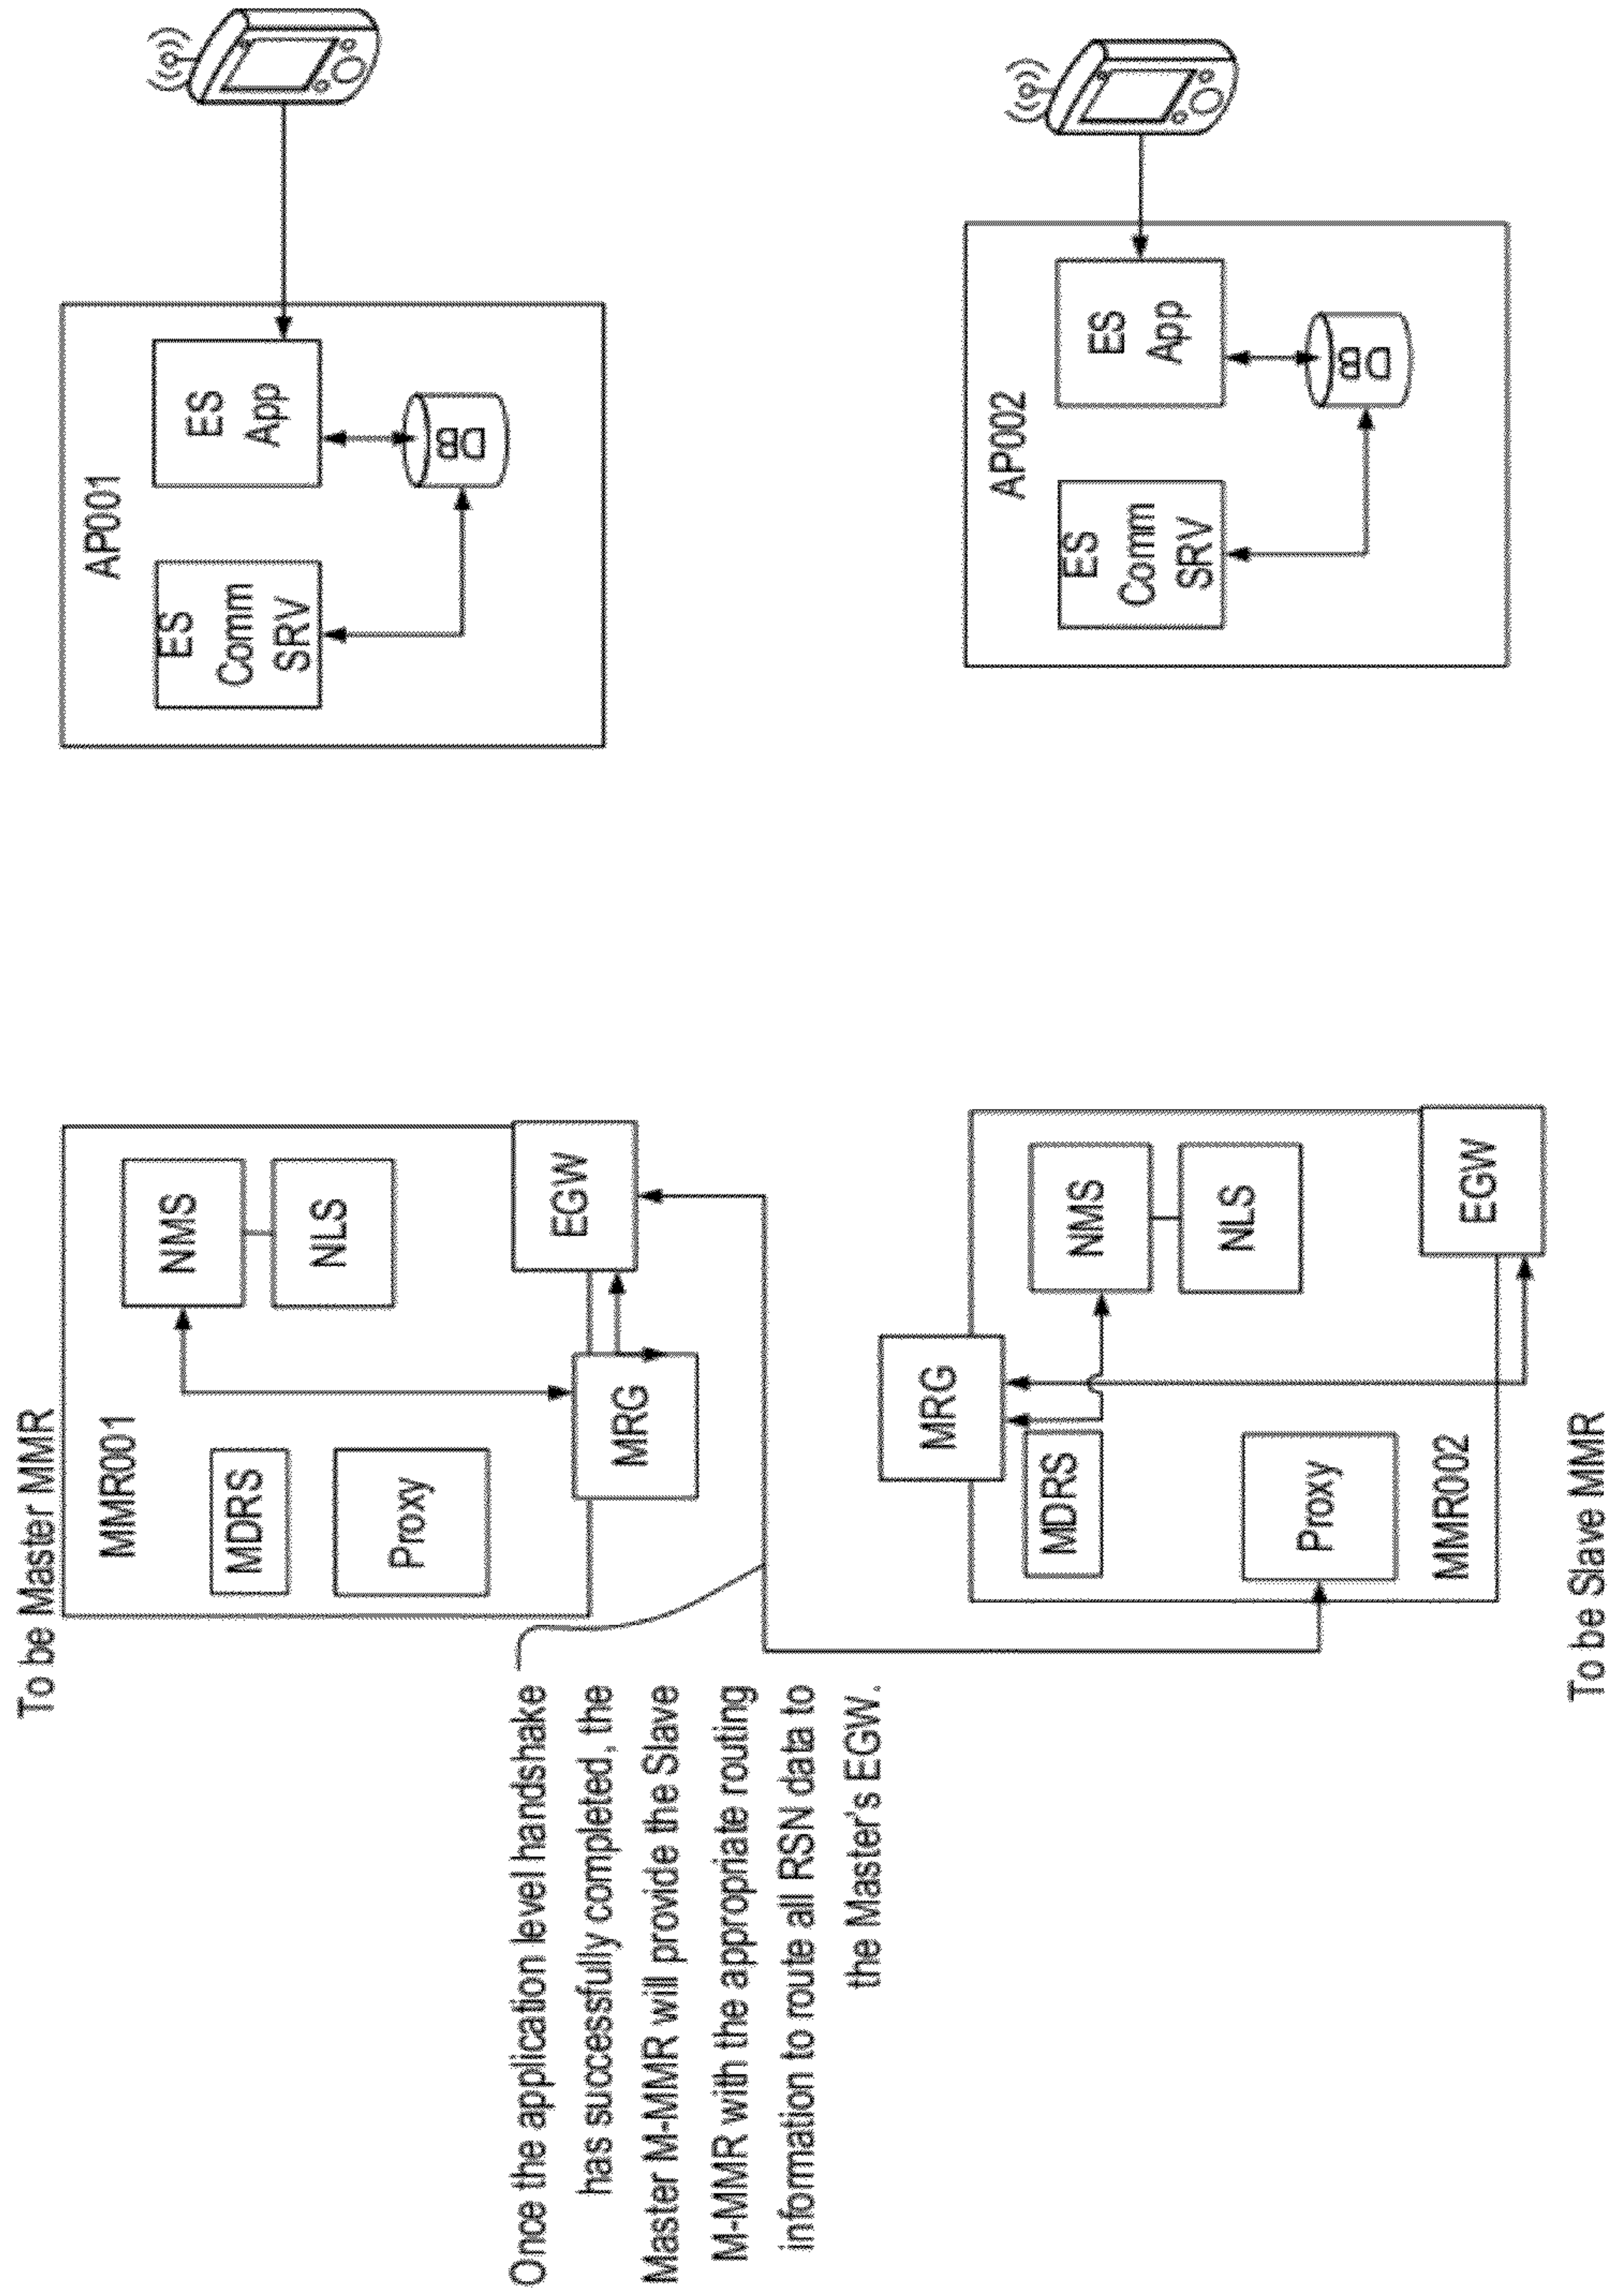 To be Master MMR
MMR001
MDRS
Proxy
NMS
NLS
MRG
EGW
AP001
ES
Comm
SRV
ES
App
DB
Once the application level handshake
has successfully completed, the
Master M-MMR will provide the Slave
M-MMR with the appropriate routing
information to route all RSN data to
the Master's EGW.
MRG
MDRS
NMS
NLS
Proxy
MMR002
EGW
To be Slave MMR
AP002
ES
Comm
SRV
ES
App
DB